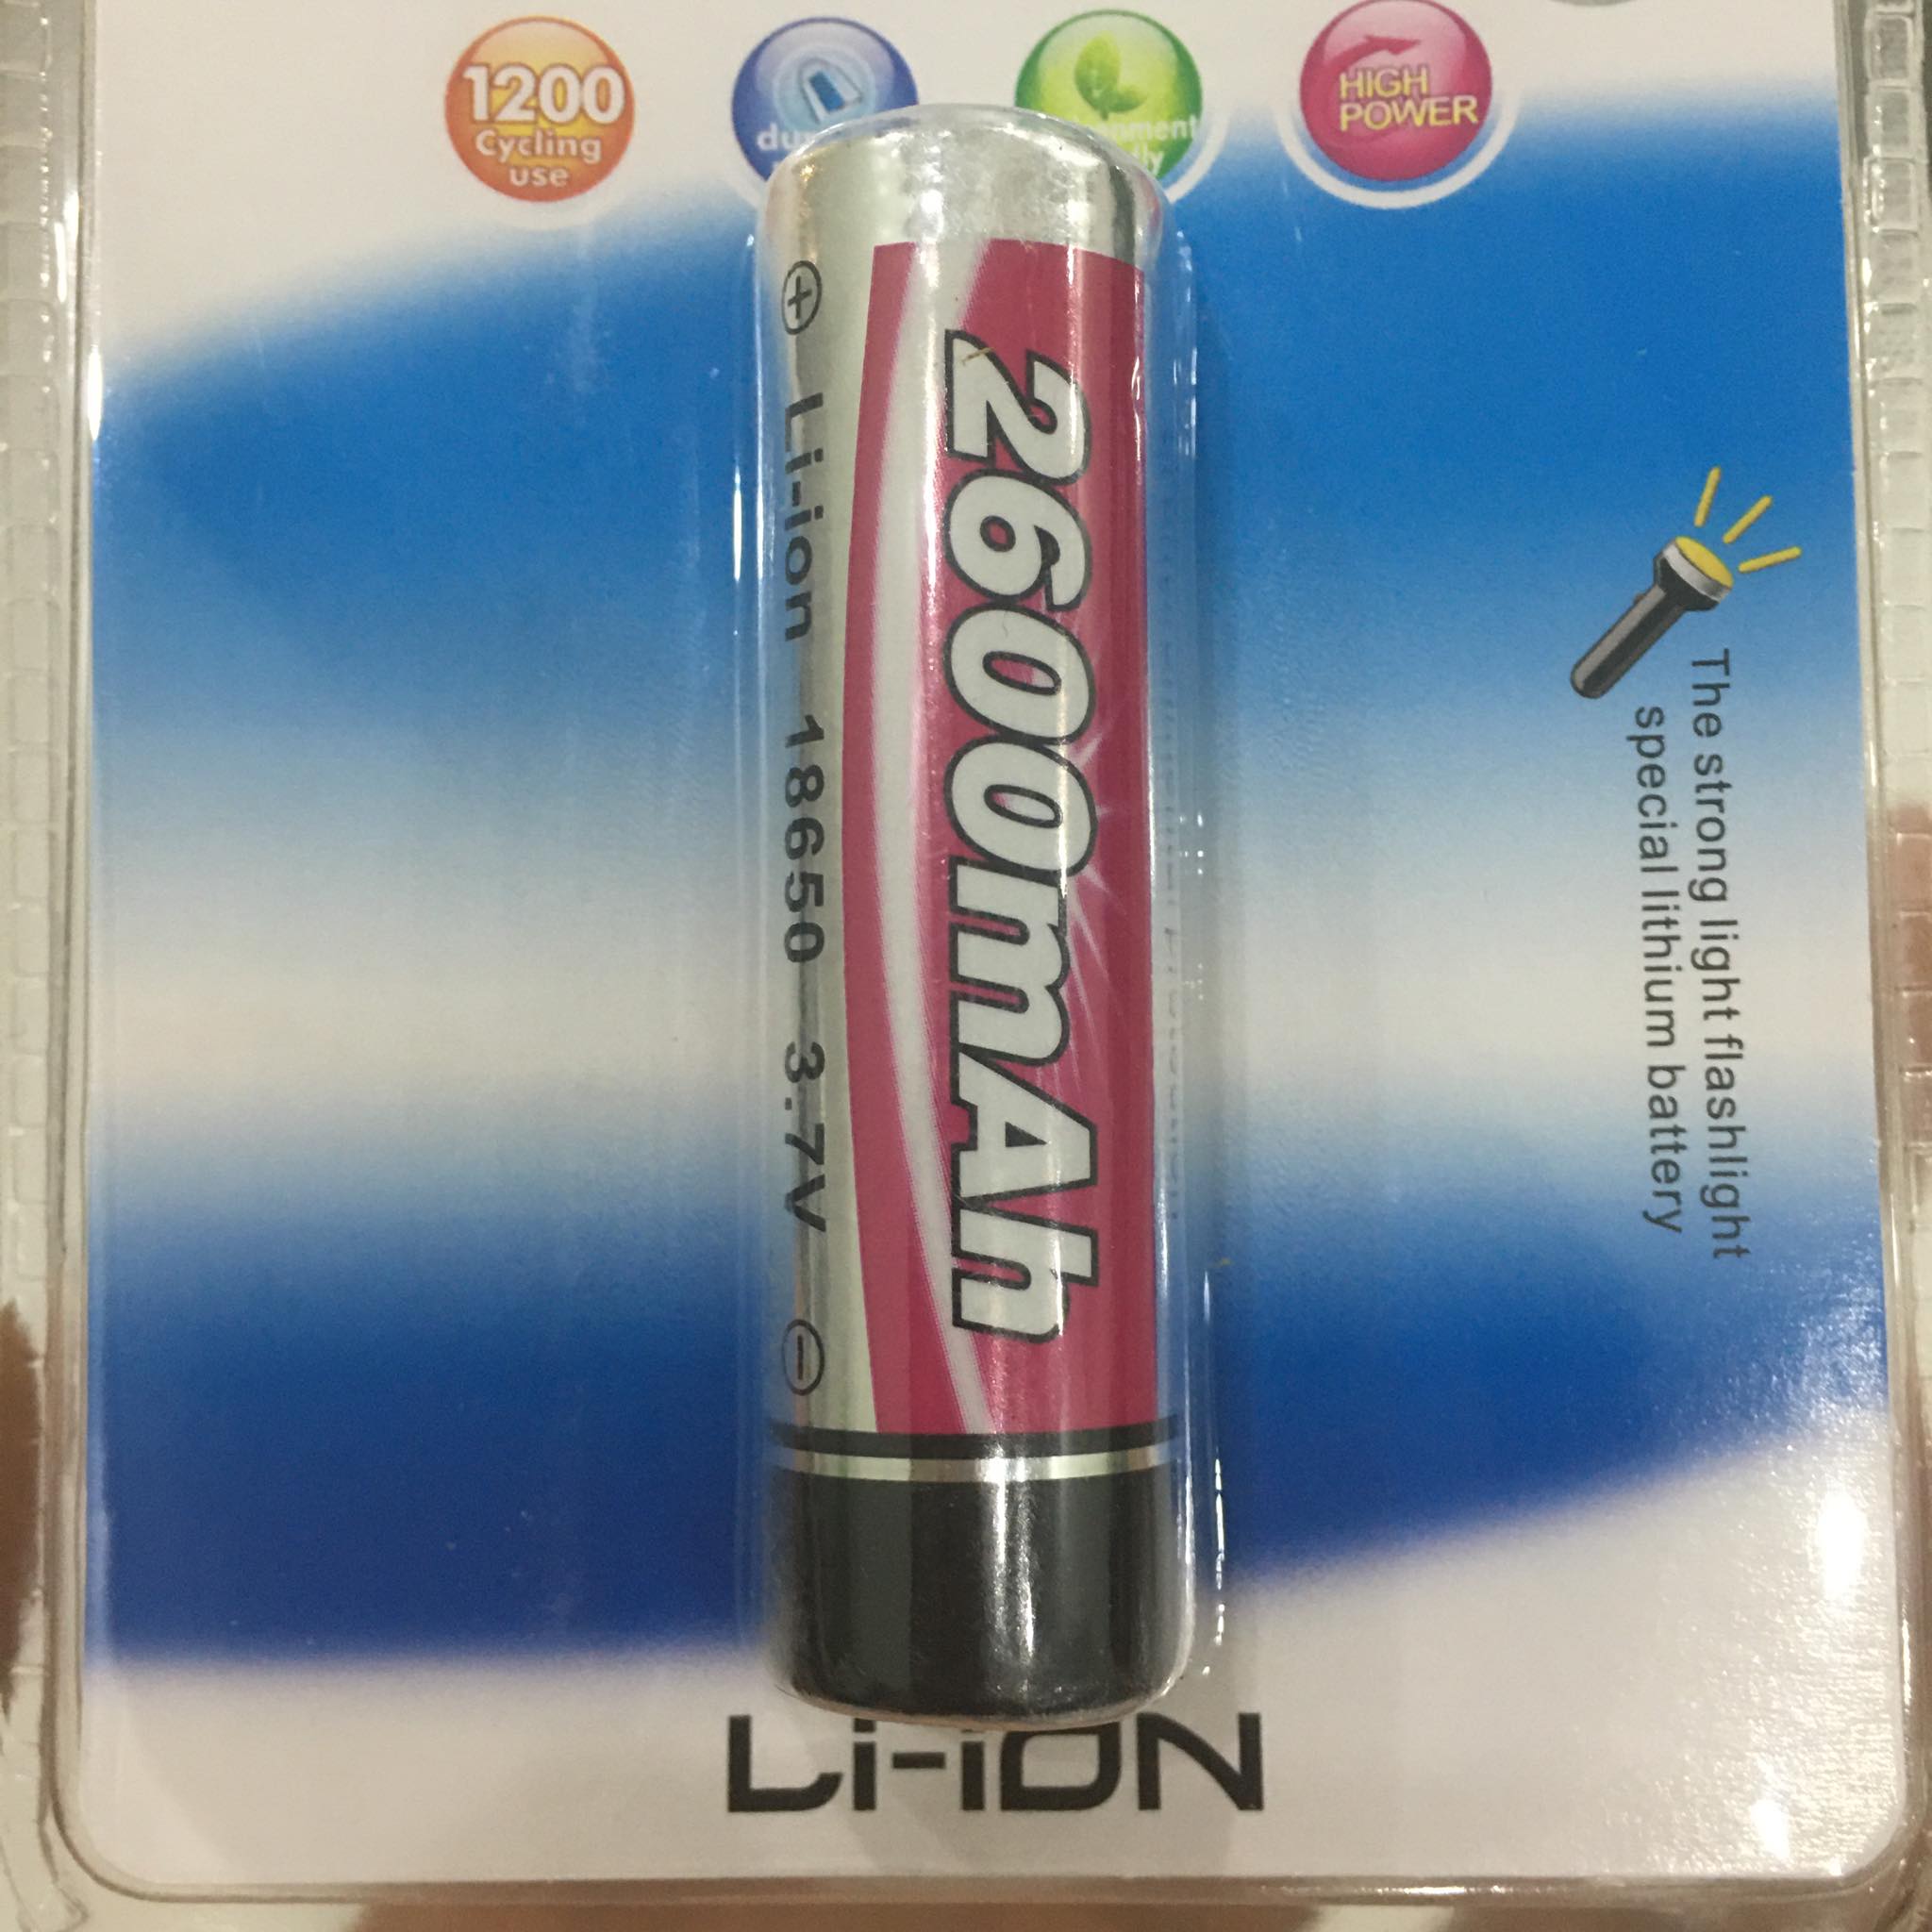 1200
Cycling
use
HIGH
POWER
2600mAh
+ Li-ion 18650 3.7V -
The strong light flashlight
special lithium battery
Li-iON